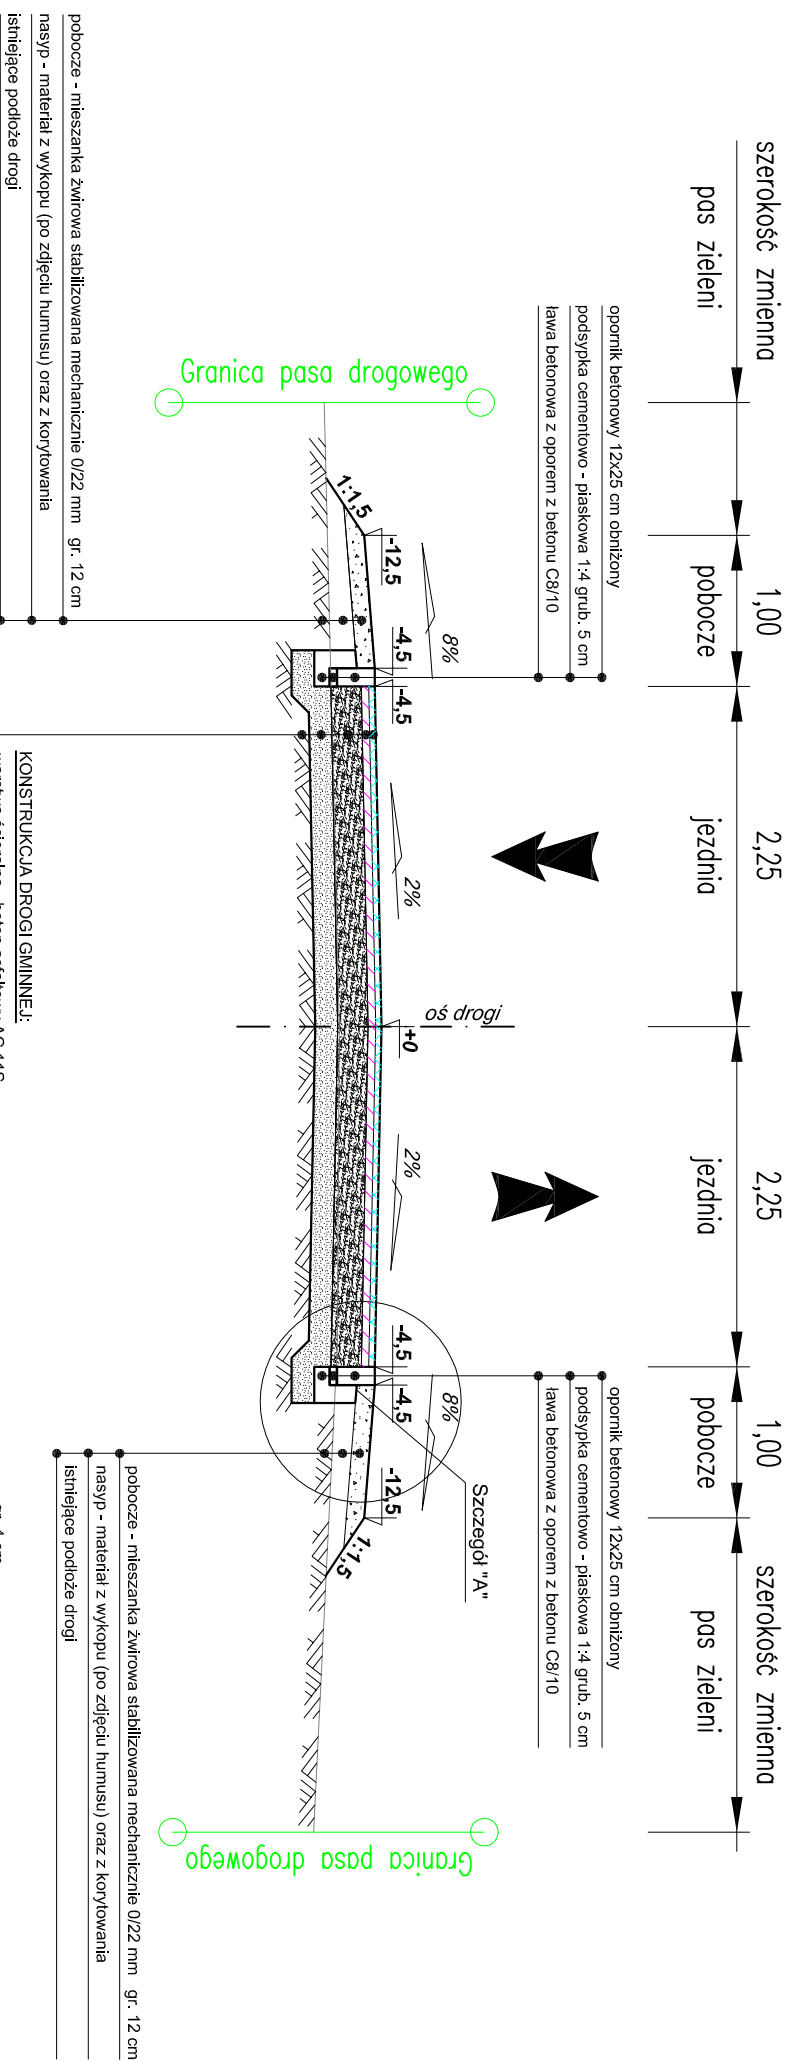 szerokość zmienna
1,00
2,25
2,25
1,00
szerokość zmienna
pas zieleni
pobocze
jezdnia
jezdnia
pobocze
pas zieleni
opornik betonowy 12x25 cm obniżony
podsypka cementowo - piaskowa 1:4 grub. 5 cm
ława betonowa z oporem z betonu C8/10
opornik betonowy 12x25 cm obniżony
podsypka cementowo - piaskowa 1:4 grub. 5 cm
ława betonowa z oporem z betonu C8/10
Granica pasa drogowego
8%
2%
oś drogi
2%
8%
Szczegół "A"
1:1,5
-12,5
-4,5
-4,5
+0
-4,5
-4,5
-12,5
1:1,5
Granica pasa drogowego
pobocze - mieszanka żwirowa stabilizowana mechanicznie 0/22 mm gr. 12 cm
nasyp - materiał z wykopu (po zdjęciu humusu) oraz z korytowania
istniejące podłoże drogi
pobocze - mieszanka żwirowa stabilizowana mechanicznie 0/22 mm gr. 12 cm
nasyp - materiał z wykopu (po zdjęciu humusu) oraz z korytowania
istniejące podłoże drogi
KONSTRUKCJA DROGI GMINNEJ: